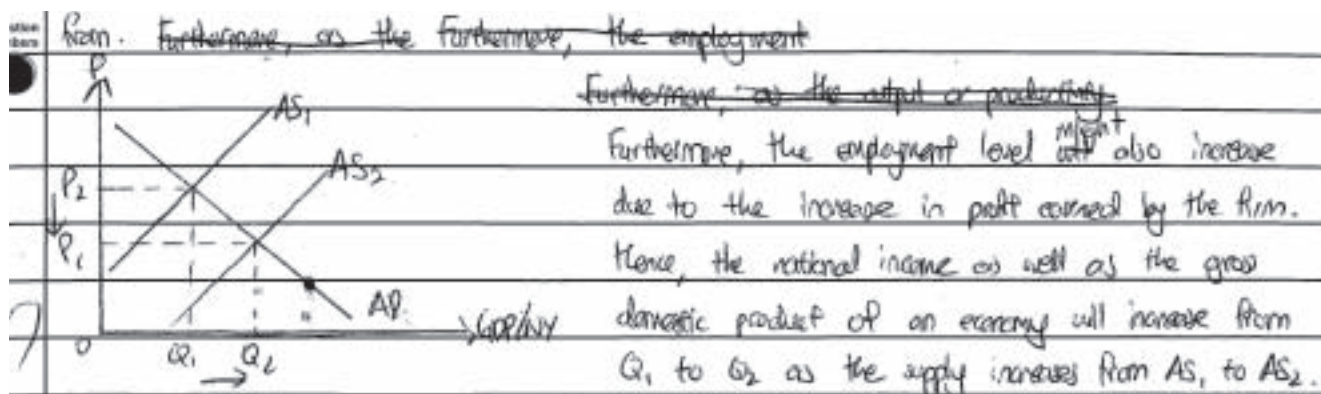 from. Furthermore, as the Furthermore, the employment
Furthermore, as the output or productivity
P
AS1
might
Furthermore, the employment level will also increase
AS2
P2
due to the increase in profit earned by the firm.
P1
Hence, the national income as well as the gross
AD
GDP/NY
domestic product of an economy will increase from
0
Q1
Q2
Q1 to Q2 as the supply increases from AS1 to AS2.